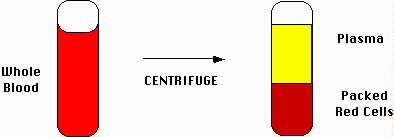 Whole
Blood
CENTRIFUGE
Plasma
Packed
Red Cells